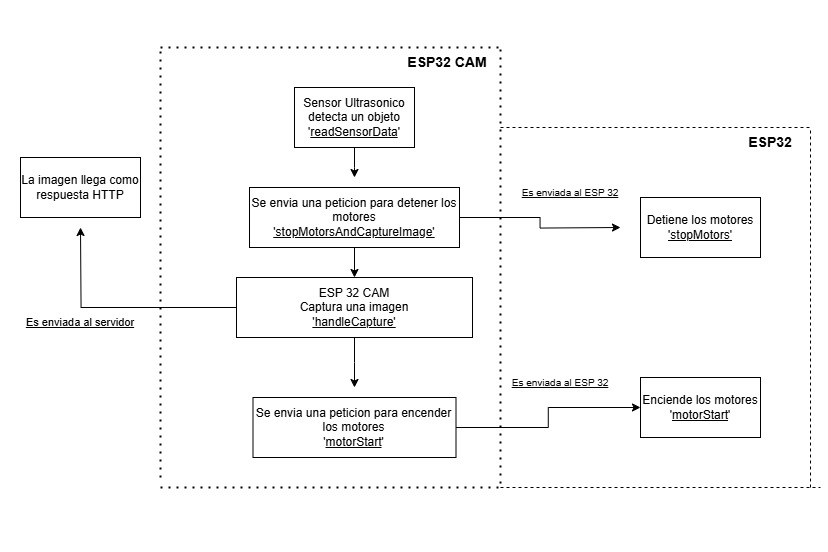 ESP32 CAM
Sensor Ultrasonico
detecta un objeto
'readSensorData'
ESP32
La imagen llega como
respuesta HTTP
Se envia una peticion para detener los
motores
'stopMotorsAndCaptureImage'
Es enviada al ESP 32
Detiene los motores
'stopMotors'
ESP 32 CAM
Captura una imagen
'handleCapture'
Es enviada al servidor
Se envia una peticion para encender
los motores
'motorStart'
Es enviada al ESP 32
Enciende los motores
'motorStart'